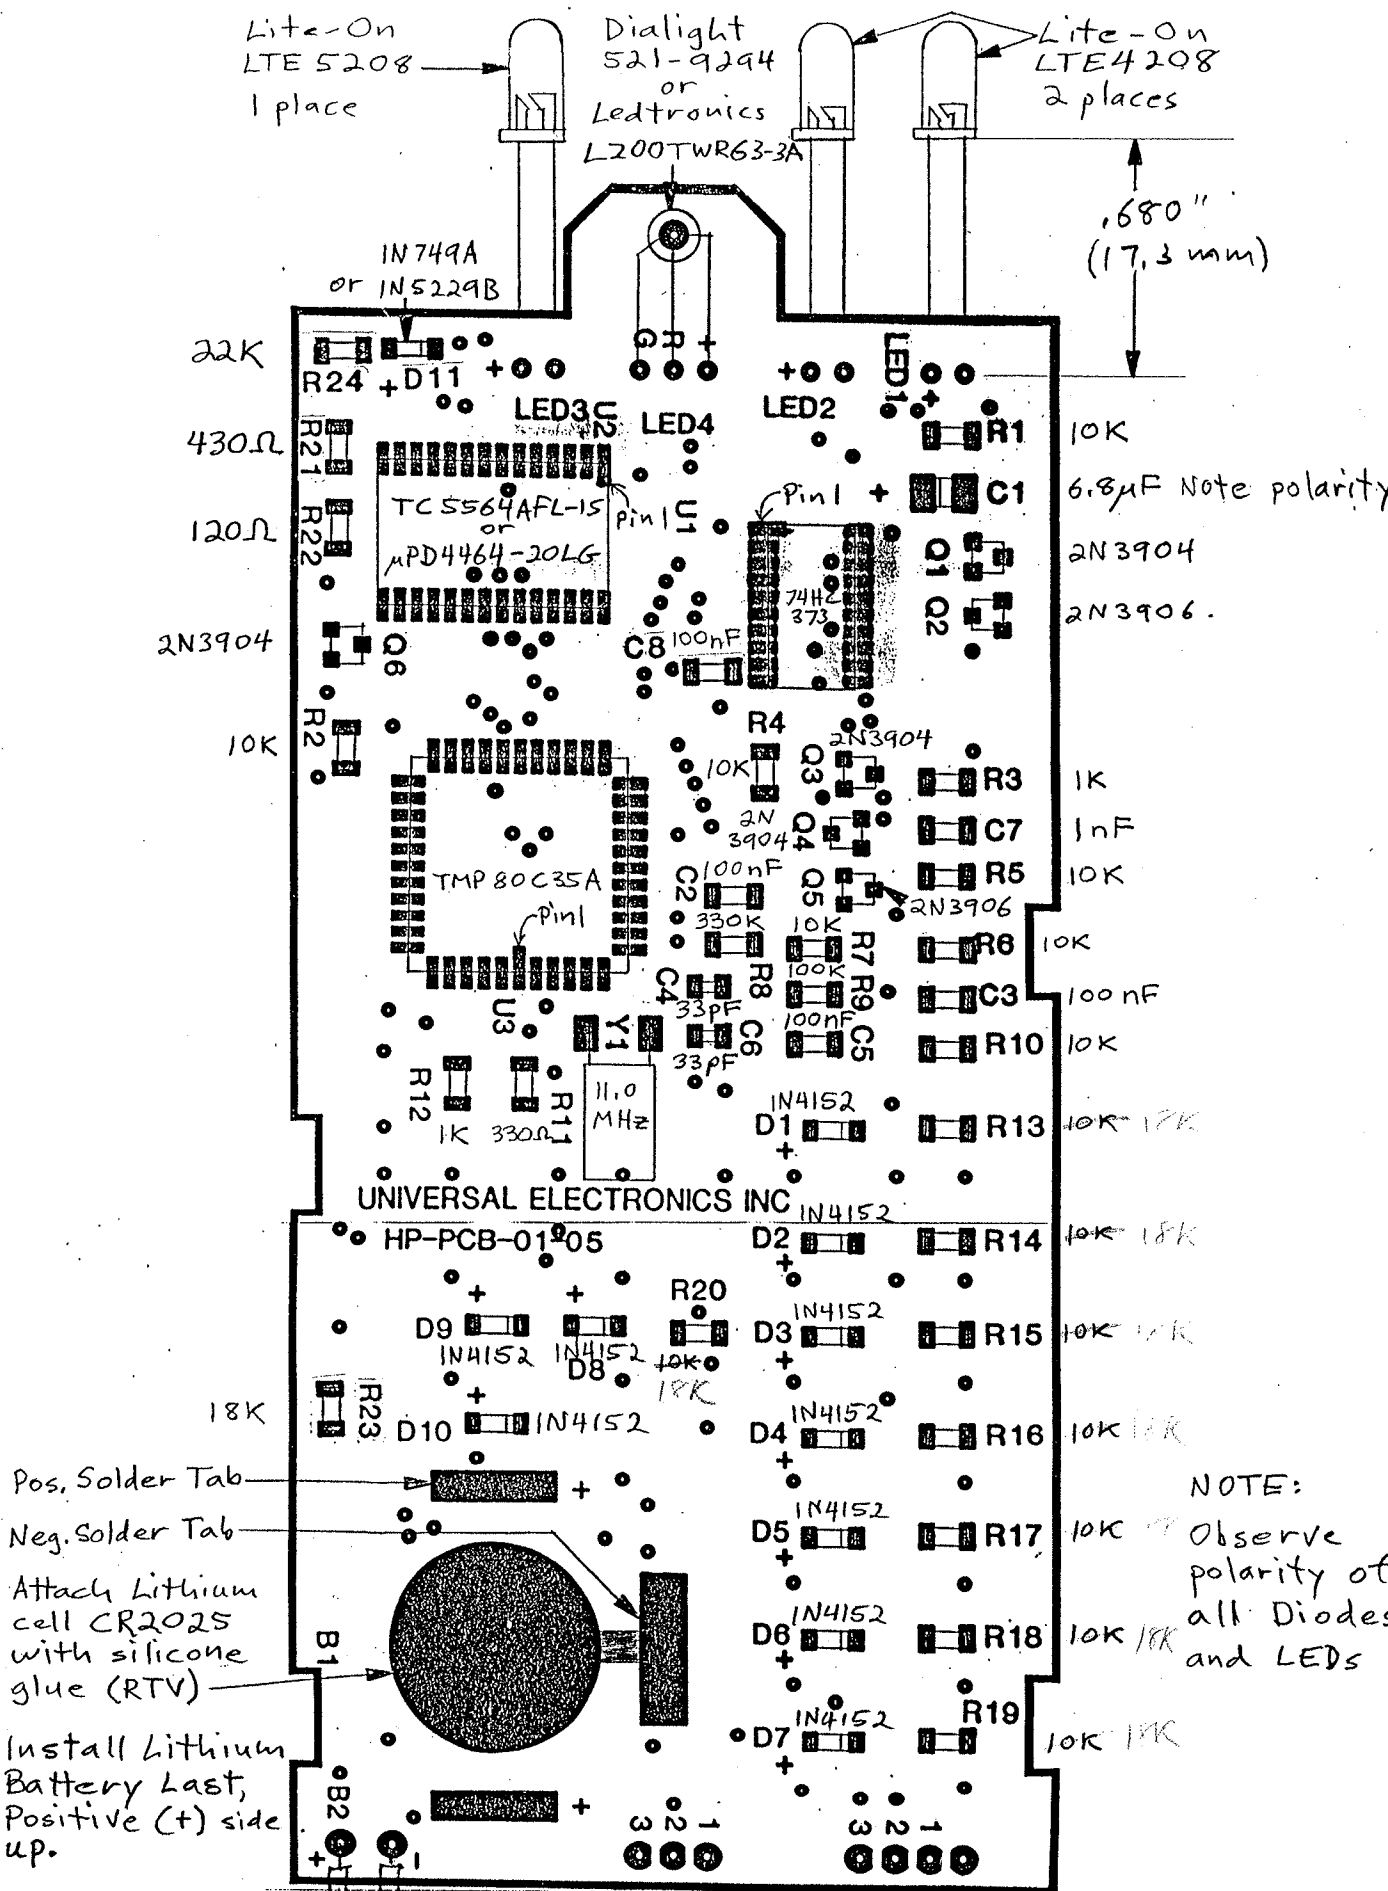 Lite-On
LTE 5208
1 place
Dialight
521-9294
or
Ledtronics
L200TWR63-3A
Lite-On
LTE4208
2 places
.680"
(17.3 mm)
1N749A
or 1N5229B
22K
R24
+ D11
+
LED3
G R +
LED4
+
LED2
LED1
+
R1 10K
430Ω
R21
U2
TC5564AFL-15
or
μPD4464-20LG
Pin1
120Ω
R22
U1
Pin1
74HC
373
+ C1 6.8μF Note polarity
Q1 2N3904
Q2 2N3906.
2N3904
Q6
C8 100nF
10K
R2
R4
10K
2N3904
Q3
R3 1K
2N
3904
Q4
C7 1nF
TMP80C35A
Pin1
U3
C2 100nF
Q5
2N3906
R5 10K
330K
R8
10K
R7
R6 10K
C4
33pF
100K
R9
C3 100nF
33pF
C6
100nF
C5
R10 10K
Y1
11.0
MHz
R12
1K
330Ω
R11
1N4152
D1
+
R13 10K
UNIVERSAL ELECTRONICS INC
HP-PCB-01-05
1N4152
D2
+
R14 10K 18K
+
D9
1N4152
+
1N4152
D8
R20
10K
18K
1N4152
D3
+
R15 10K
18K
R23
+
D10 1N4152
1N4152
D4
+
R16 10K
Pos. Solder Tab
+
Neg. Solder Tab
1N4152
D5
+
R17 10K
NOTE:
Observe
polarity of
all Diodes
and LEDs
Attach Lithium
cell CR2025
with silicone
glue (RTV)
B1
1N4152
D6
+
R18 10K 18K
Install Lithium
Battery Last,
Positive (+) side
up.
1N4152
D7
+
R19
10K
B2
+ -
+
3 2 1
3 2 1